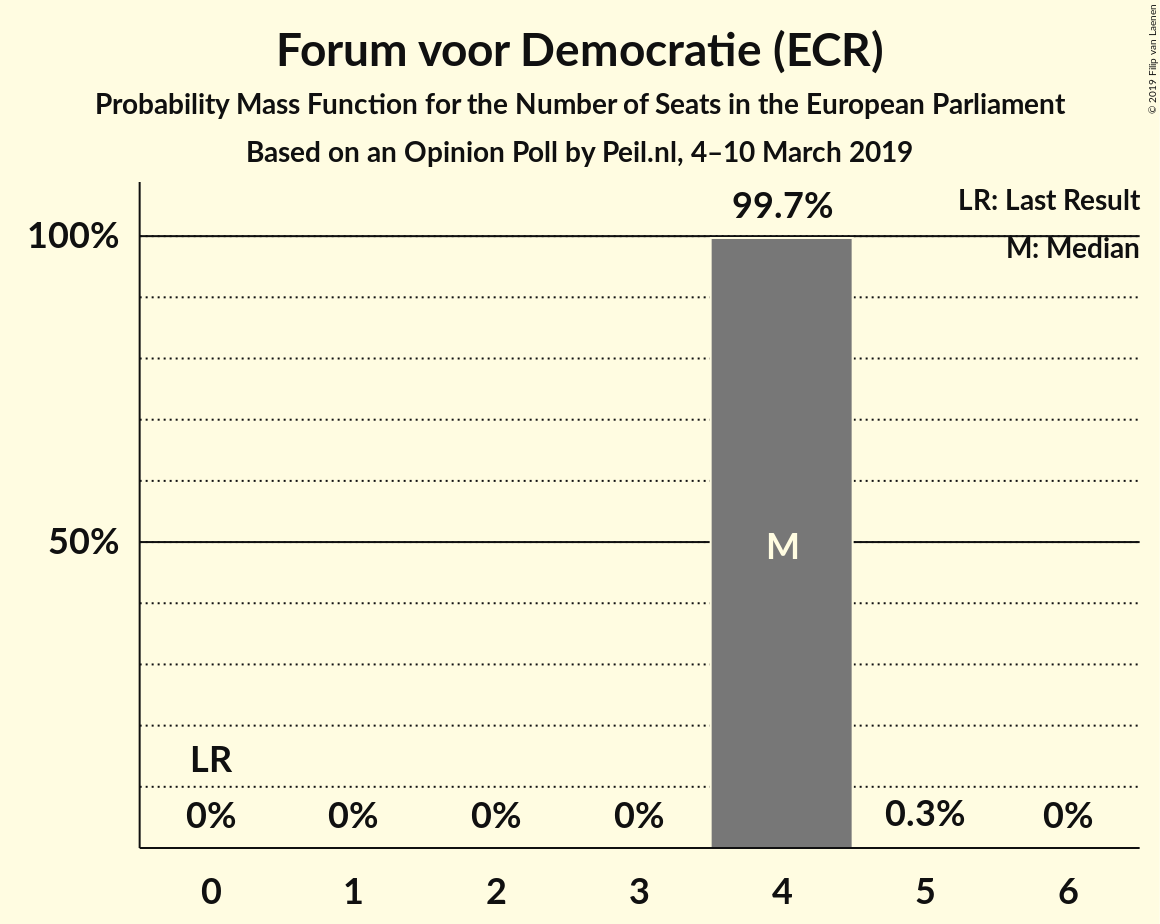 Forum voor Democratie (ECR)
Probability Mass Function for the Number of Seats in the European Parliament
Based on an Opinion Poll by Peil.nl, 4–10 March 2019
© 2019 Filip van Laenen
LR: Last Result
M: Median
99.7%
100%
50%
M
LR
0% 0% 0% 0% 0.3% 0%
0 1 2 3 4 5 6